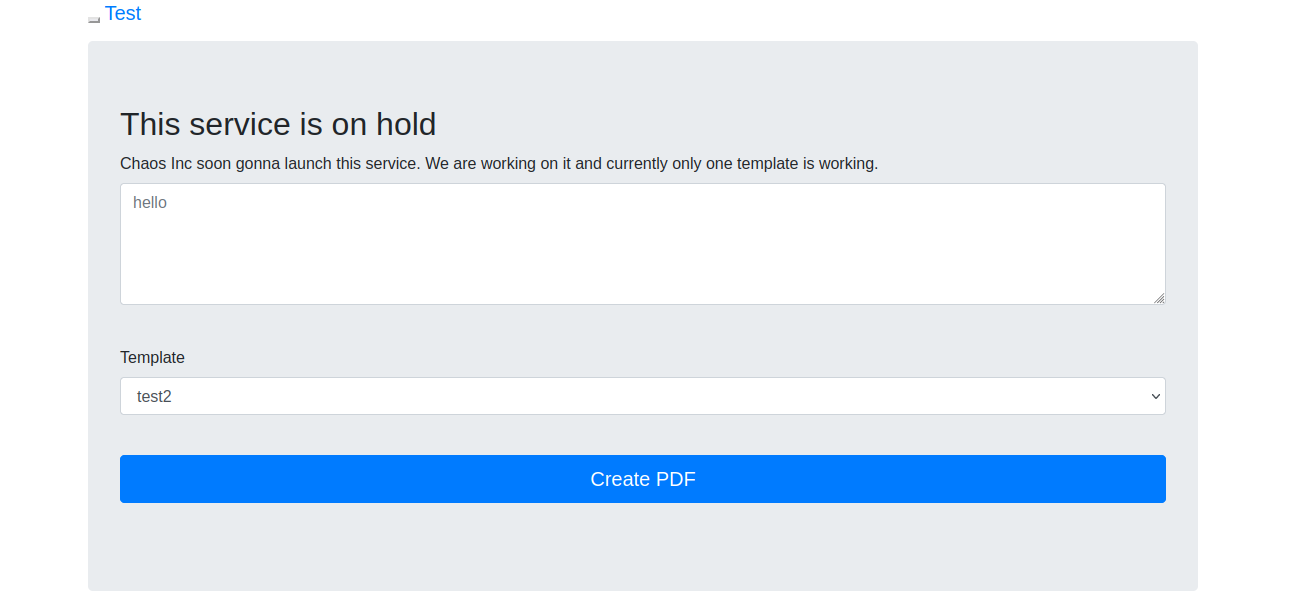 Test
This service is on hold
Chaos Inc soon gonna launch this service. We are working on it and currently only one template is working.
hello
Template
test2
Create PDF